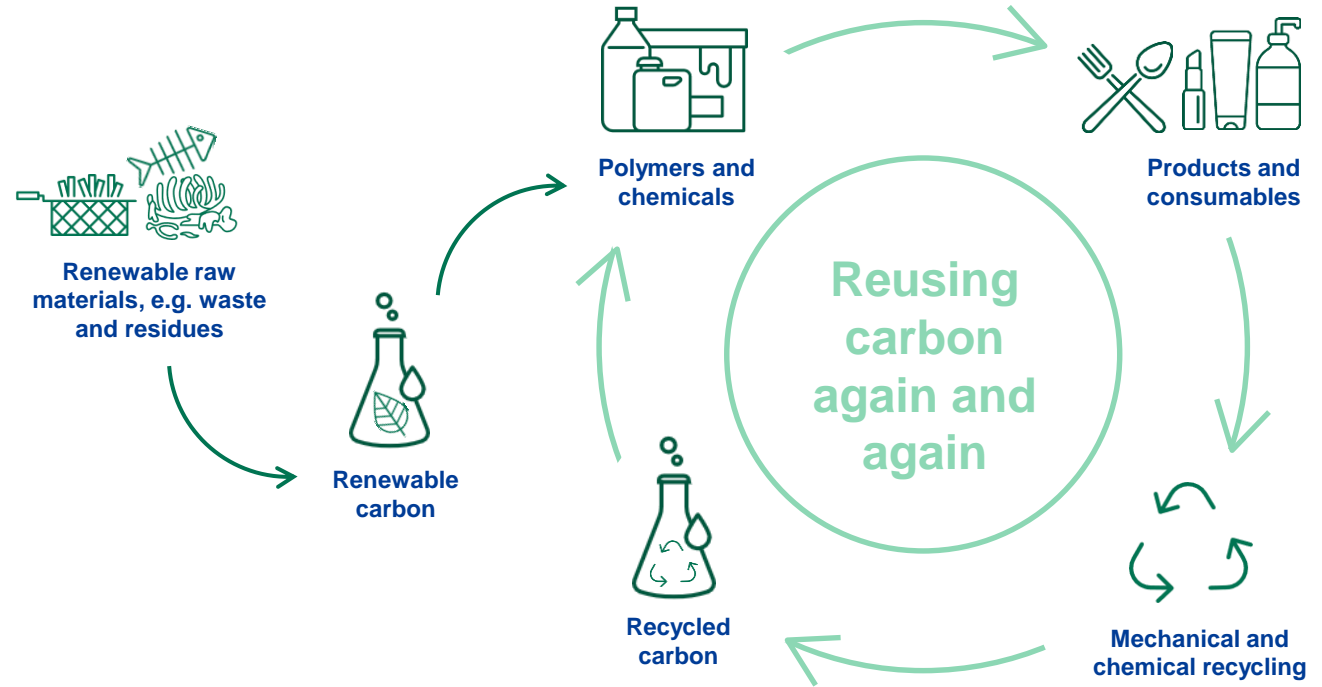 Polymers and
chemicals
Products and
consumables
Renewable raw
materials, e.g. waste
and residues
Reusing
carbon
again and
again
Renewable
carbon
Recycled
carbon
Mechanical and
chemical recycling